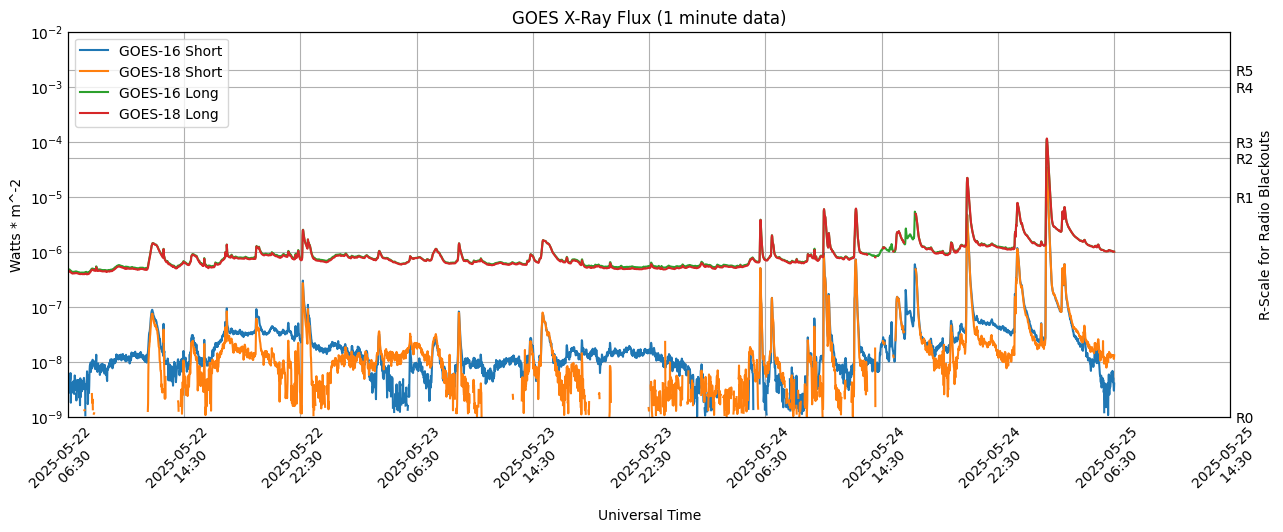 GOES X-Ray Flux (1 minute data)
GOES-16 Short
GOES-18 Short
GOES-16 Long
GOES-18 Long
10⁻²
10⁻³
10⁻⁴
10⁻⁵
10⁻⁶
10⁻⁷
10⁻⁸
10⁻⁹
Watts * m^-2
R5
R4
R3
R2
R1
R0
R-Scale for Radio Blackouts
2025-05-22
06:30
2025-05-22
14:30
2025-05-22
22:30
2025-05-23
06:30
2025-05-23
14:30
2025-05-23
22:30
2025-05-24
06:30
2025-05-24
14:30
2025-05-24
22:30
2025-05-25
06:30
2025-05-25
14:30
Universal Time